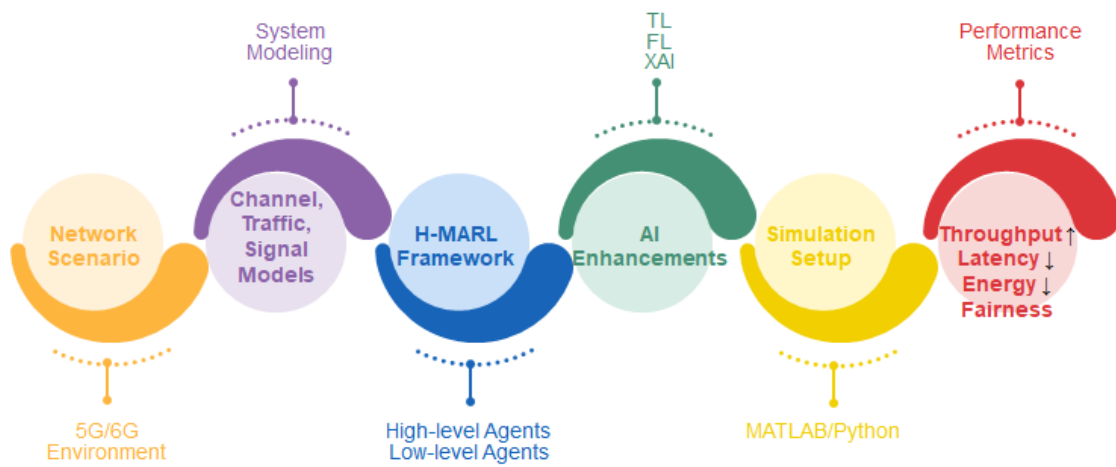 System
Modeling
TL
FL
XAI
Performance
Metrics
Network
Scenario
Channel,
Traffic,
Signal
Models
H-MARL
Framework
AI
Enhancements
Simulation
Setup
Throughput ↑
Latency ↓
Energy ↓
Fairness
5G/6G
Environment
High-level Agents
Low-level Agents
MATLAB/Python